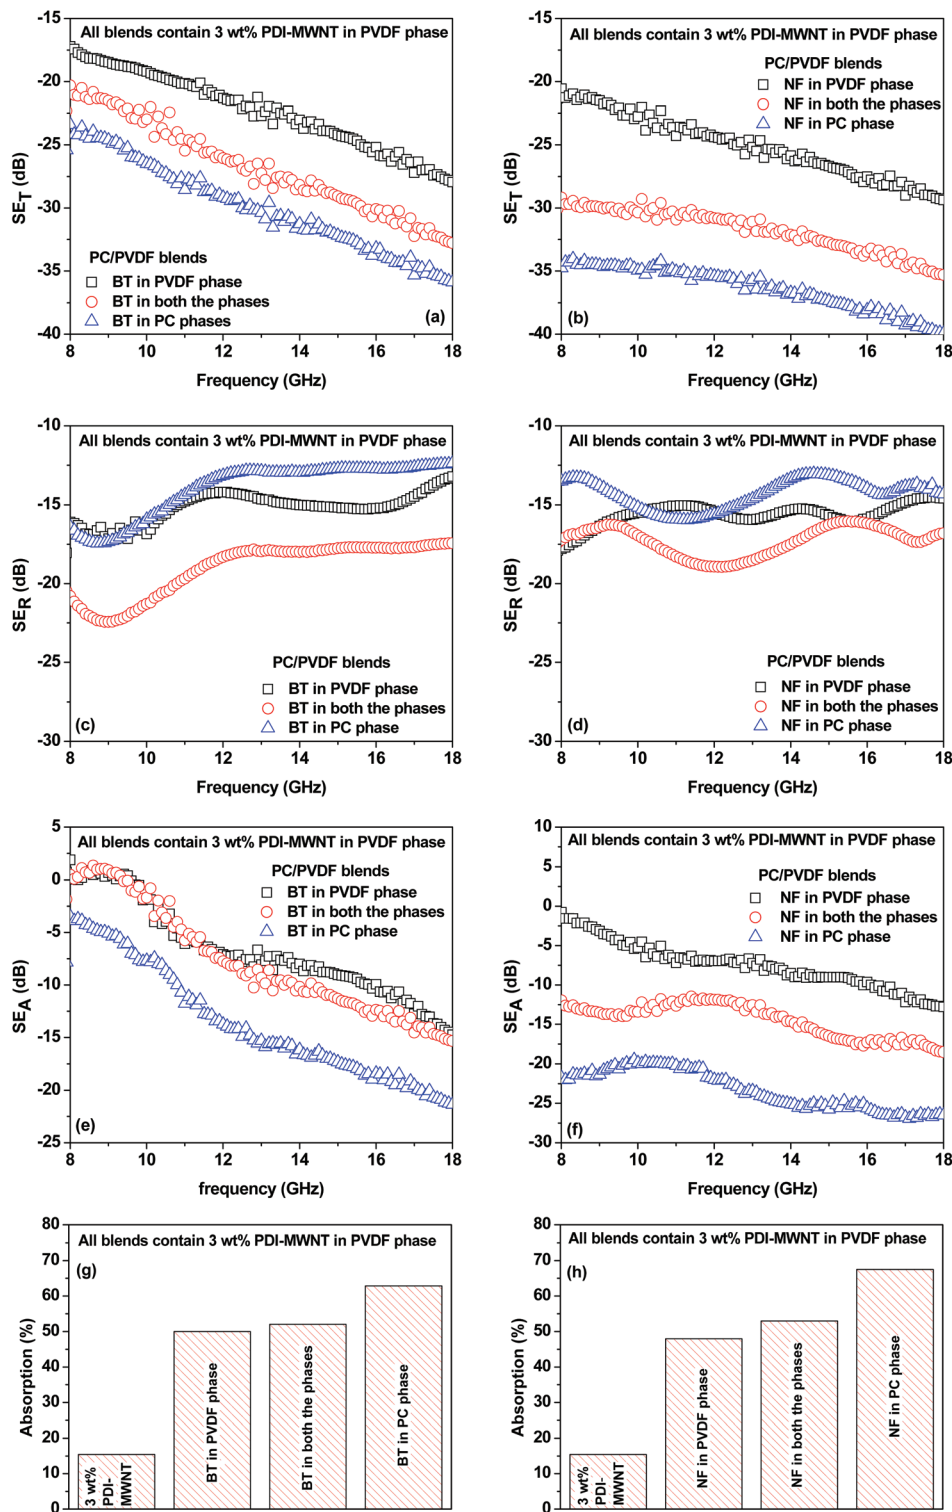 All blends contain 3 wt% PDI-MWNT in PVDF phase
-15
-20
-25
-30
-35
-40
SE_T (dB)
PC/PVDF blends
BT in PVDF phase
BT in both the phases
BT in PC phases
(a)
8 10 12 14 16 18
Frequency (GHz)
All blends contain 3 wt% PDI-MWNT in PVDF phase
-15
-20
-25
-30
-35
-40
SE_T (dB)
PC/PVDF blends
NF in PVDF phase
NF in both the phases
NF in PC phase
(b)
8 10 12 14 16 18
Frequency (GHz)
All blends contain 3 wt% PDI-MWNT in PVDF phase
-10
-15
-20
-25
-30
SE_R (dB)
PC/PVDF blends
BT in PVDF phase
BT in both the phases
BT in PC phase
(c)
8 10 12 14 16 18
Frequency (GHz)
All blends contain 3 wt% PDI-MWNT in PVDF phase
-10
-15
-20
-25
-30
SE_R (dB)
PC/PVDF blends
NF in PVDF phase
NF in both the phases
NF in PC phase
(d)
8 10 12 14 16 18
Frequency (GHz)
All blends contain 3 wt% PDI-MWNT in PVDF phase
5
0
-5
-10
-15
-20
-25
SE_A (dB)
PC/PVDF blends
BT in PVDF phase
BT in both the phases
BT in PC phase
(e)
8 10 12 14 16 18
frequency (GHz)
All blends contain 3 wt% PDI-MWNT in PVDF phase
10
5
0
-5
-10
-15
-20
-25
-30
SE_A (dB)
PC/PVDF blends
NF in PVDF phase
NF in both the phases
NF in PC phase
(f)
8 10 12 14 16 18
Frequency (GHz)
All blends contain 3 wt% PDI-MWNT in PVDF phase
80
70
60
50
40
30
20
10
0
Absorption (%)
(g)
3 wt%
PDI-
MWNT
BT in PVDF phase
BT in both the phases
BT in PC phase
All blends contain 3 wt% PDI-MWNT in PVDF phase
80
70
60
50
40
30
20
10
0
Absorption (%)
(h)
3 wt%
PDI-
MWNT
NF in PVDF phase
NF in both the phases
NF in PC phase